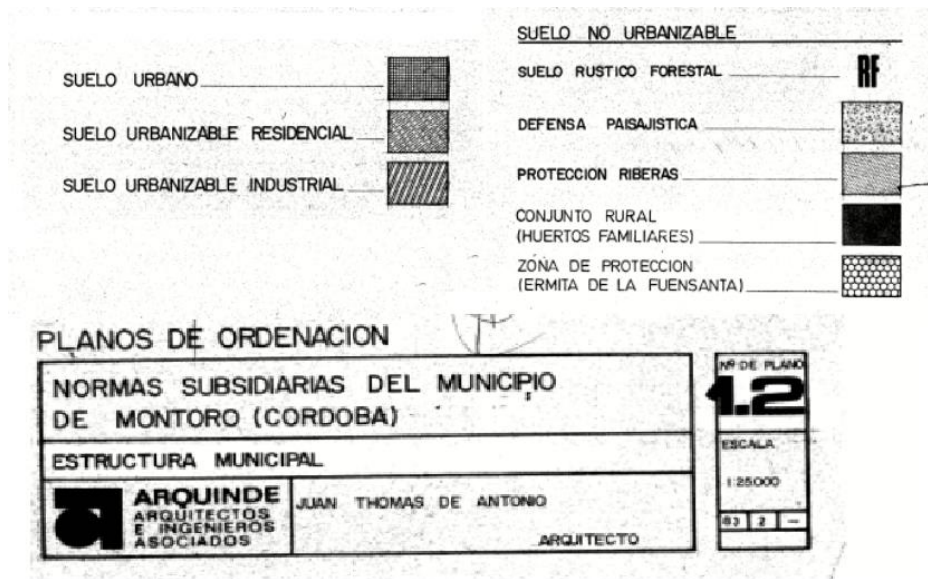 SUELO URBANO
SUELO URBANIZABLE RESIDENCIAL
SUELO URBANIZABLE INDUSTRIAL
SUELO NO URBANIZABLE
SUELO RUSTICO FORESTAL RF
DEFENSA PAISAJISTICA
PROTECCION RIBERAS
CONJUNTO RURAL
(HUERTOS FAMILIARES)
ZONA DE PROTECCION
(ERMITA DE LA FUENSANTA)
PLANOS DE ORDENACION
NORMAS SUBSIDIARIAS DEL MUNICIPIO
DE MONTORO (CORDOBA)
ESTRUCTURA MUNICIPAL
ARQUINDE
ARQUITECTOS
E INGENIEROS
ASOCIADOS
JUAN THOMAS DE ANTONIO
ARQUITECTO
Nº DE PLANO
1.2
ESCALA
1:25000
83 2 —